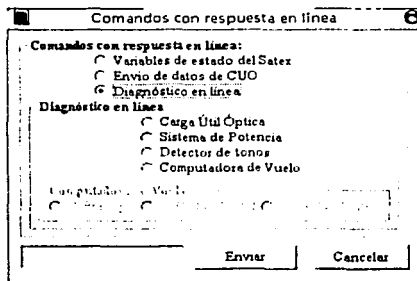 Comandos con respuesta en línea
Comandos con respuesta en línea:
Variables de estado del Satex
Envio de datos de CUO
Diagnóstico en línea
Diagnóstico en línea
Carga Útil Óptica
Sistema de Potencia
Detector de tonos
Computadora de Vuelo
Vuelo
Enviar
Cancelar